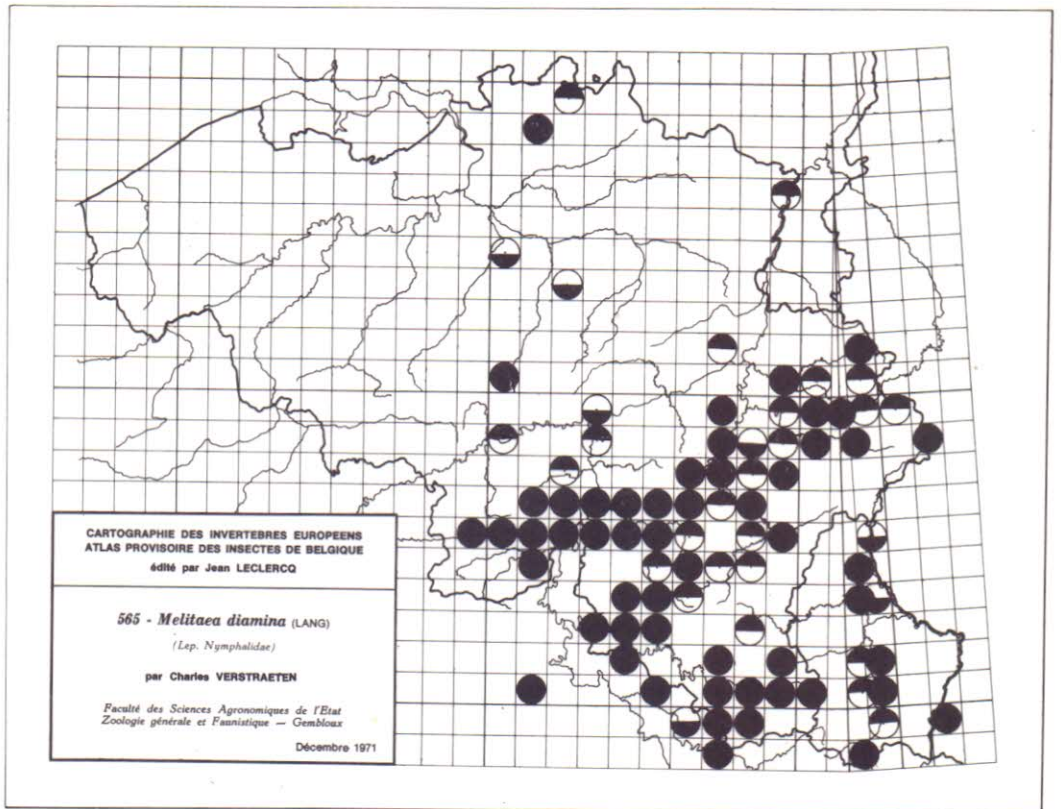 CARTOGRAPHIE DES INVERTEBRES EUROPEENS
ATLAS PROVISOIRE DES INSECTES DE BELGIQUE
édité par Jean LECLERCQ
565 - Melitaea diamina (LANG)
(Lep. Nymphalidae)
par Charles VERSTRAETEN
Faculté des Sciences Agronomiques de l'Etat
Zoologie générale et Faunistique — Gembloux
Décembre 1971